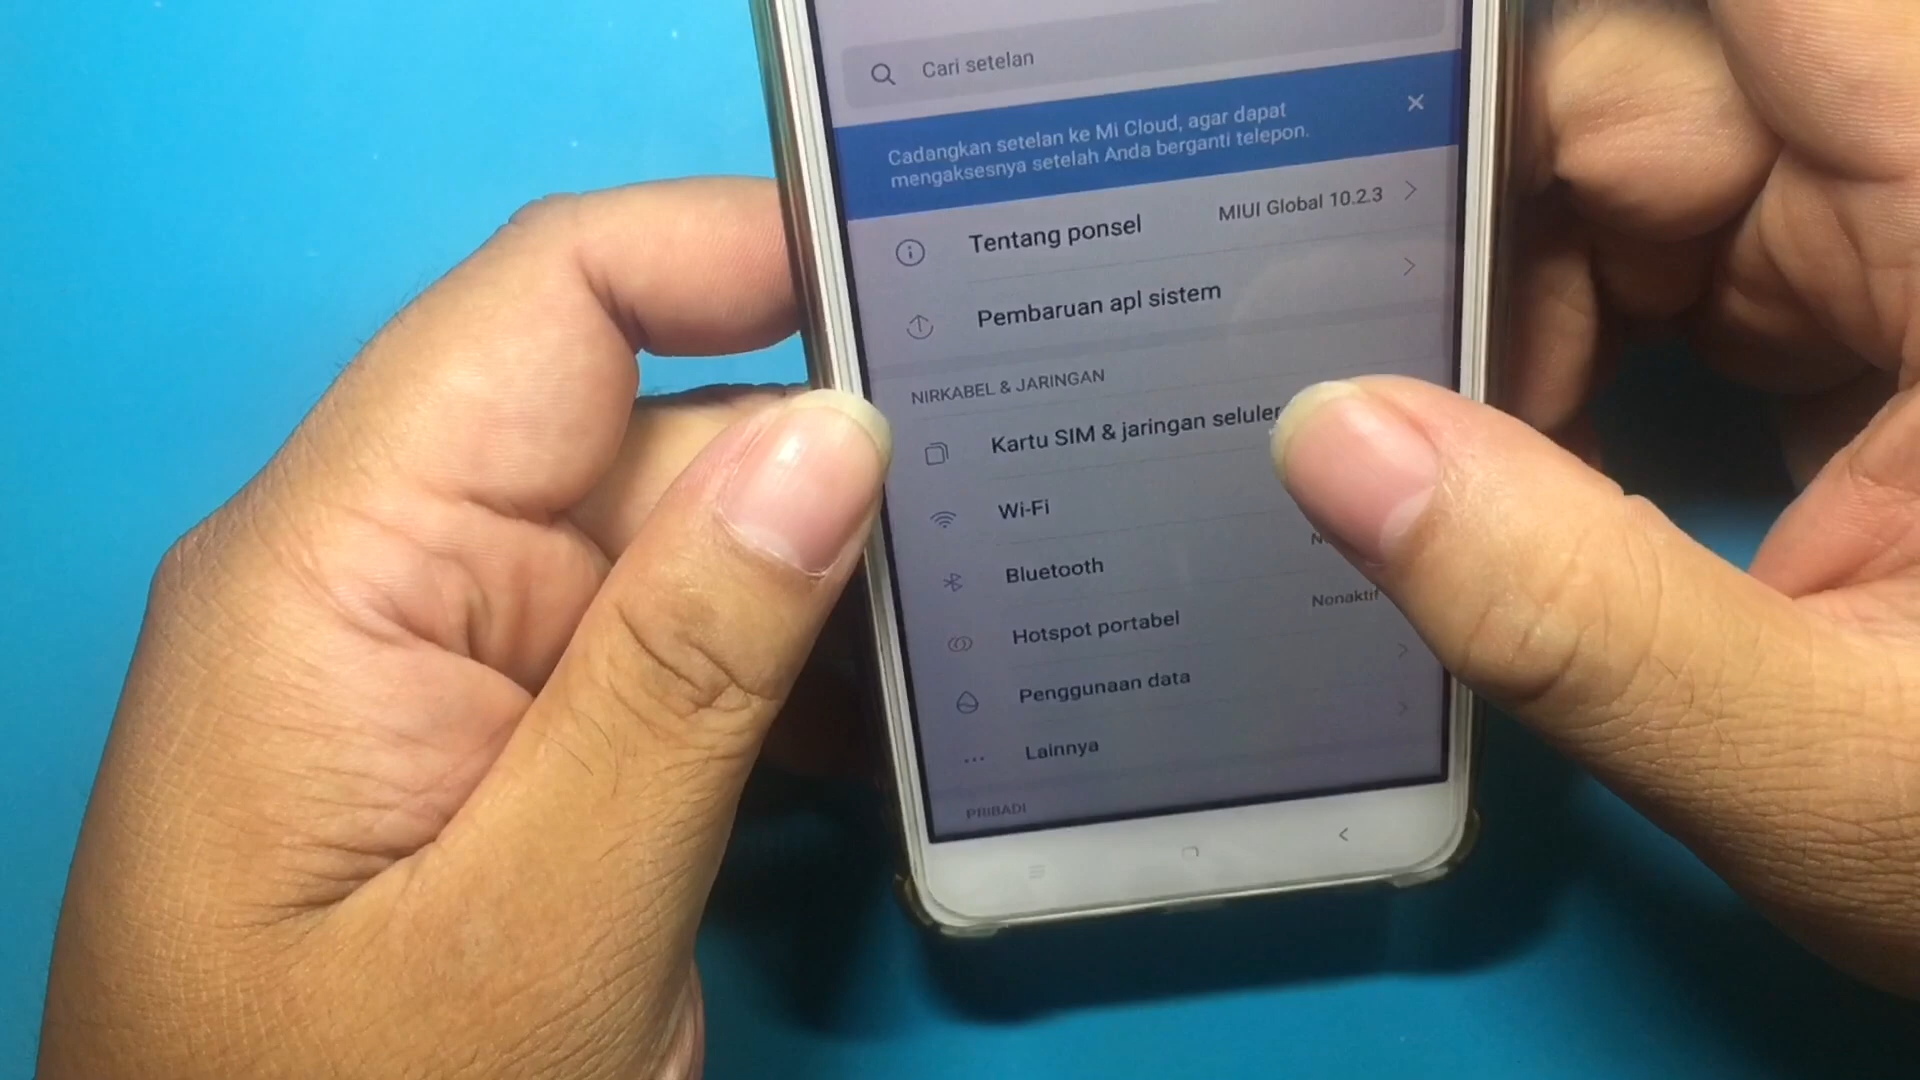 Cari setelan
Cadangkan setelan ke Mi Cloud, agar dapat
mengaksesnya setelah Anda berganti telepon.
Tentang ponsel MIUI Global 10.2.3
Pembaruan apl sistem
NIRKABEL & JARINGAN
Kartu SIM & jaringan seluler
Wi-Fi
Bluetooth
Hotspot portabel Nonaktif
Penggunaan data
Lainnya
PRIBADI